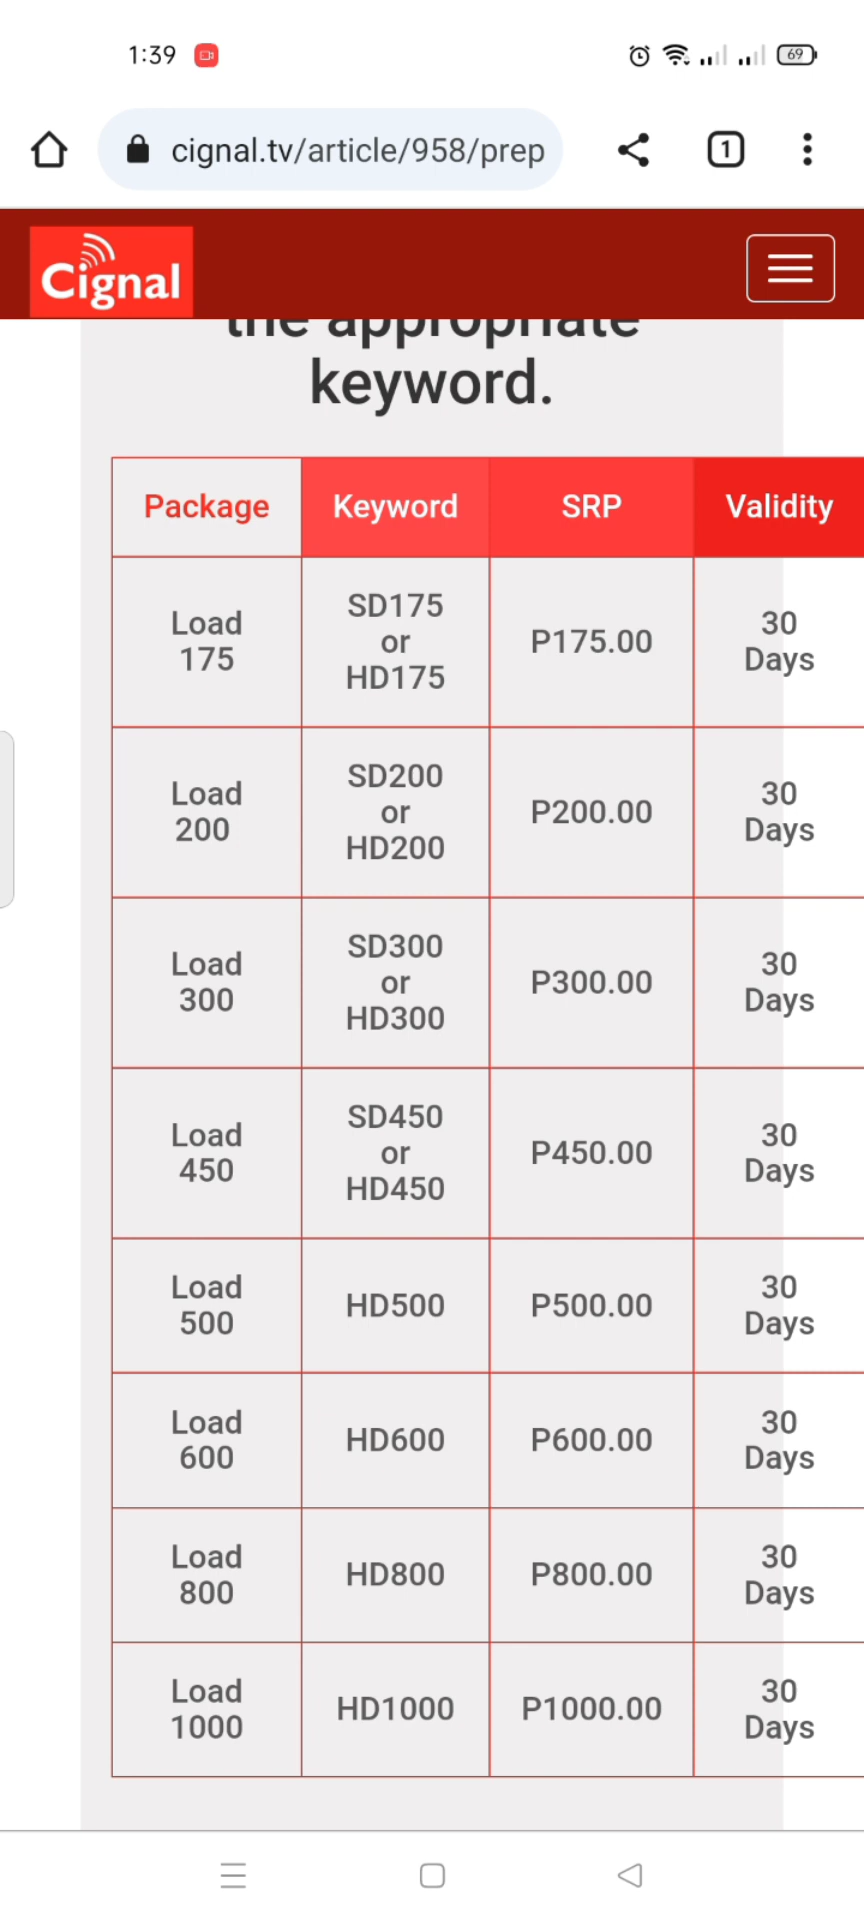 1:39
69
cignal.tv/article/958/prep
1
Cignal
the appropriate
keyword.
Package Keyword SRP Validity
Load
175
SD175
or
HD175
P175.00
30
Days
Load
200
SD200
or
HD200
P200.00
30
Days
Load
300
SD300
or
HD300
P300.00
30
Days
Load
450
SD450
or
HD450
P450.00
30
Days
Load
500
HD500
P500.00
30
Days
Load
600
HD600
P600.00
30
Days
Load
800
HD800
P800.00
30
Days
Load
1000
HD1000
P1000.00
30
Days